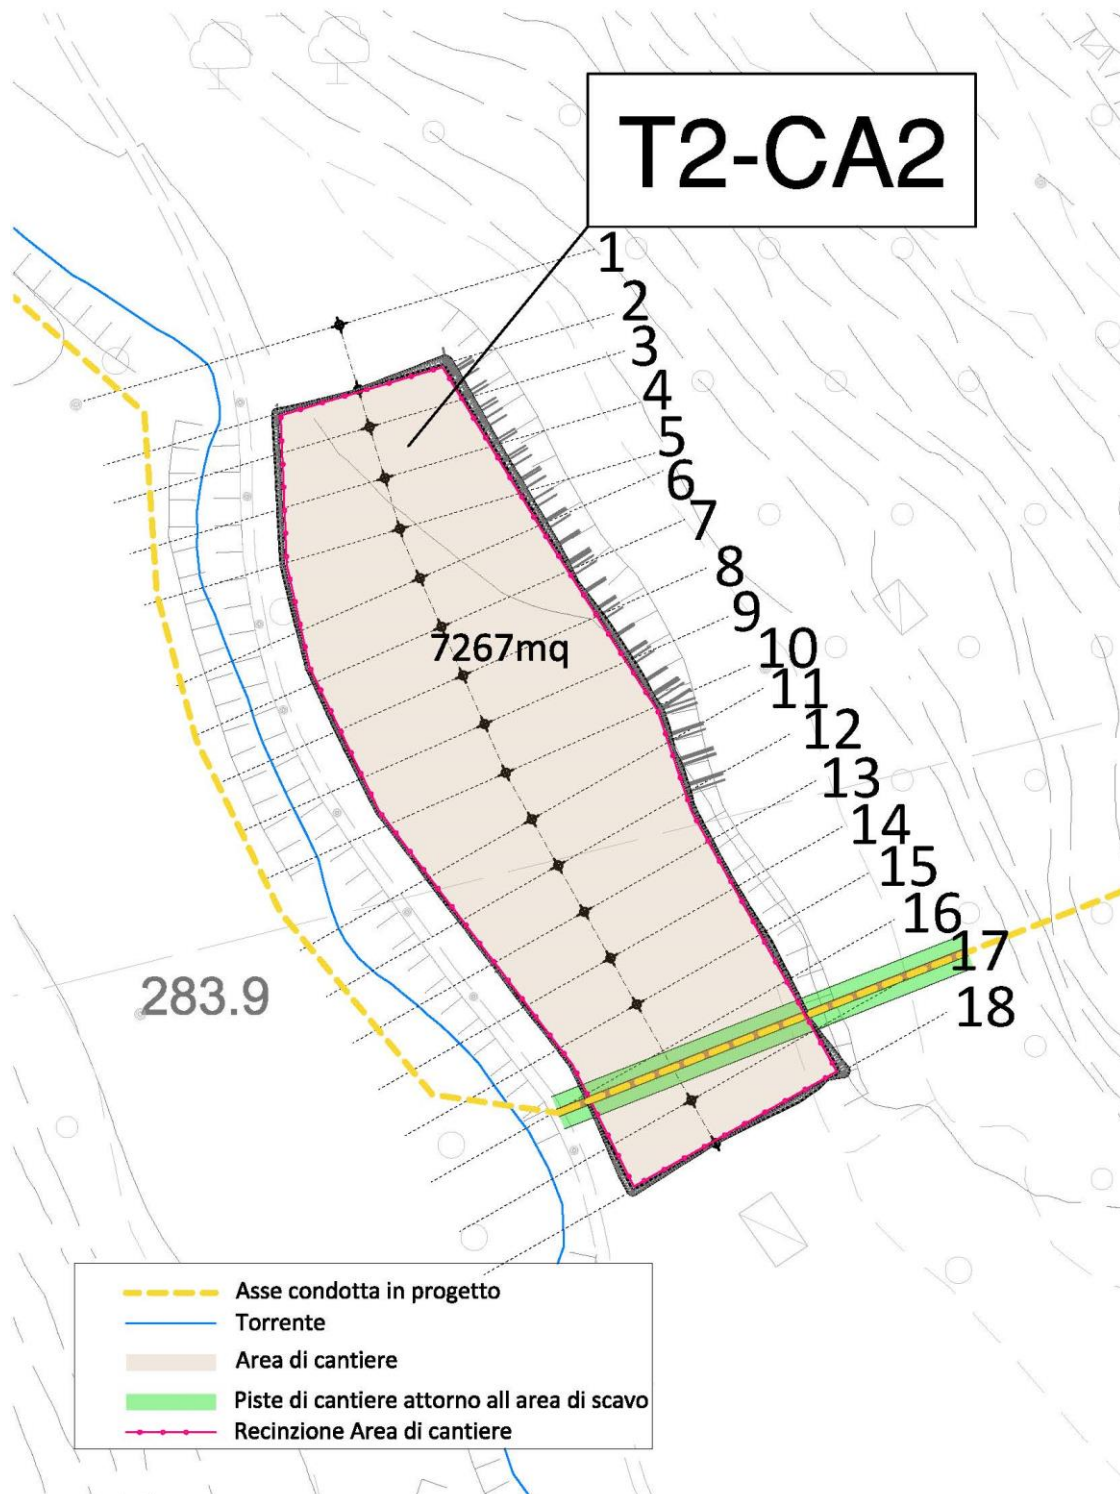 T2-CA2
1
2
3
4
5
6
7
8
9
10
11
12
13
14
15
16
17
18
7267mq
283.9
Asse condotta in progetto
Torrente
Area di cantiere
Piste di cantiere attorno all area di scavo
Recinzione Area di cantiere